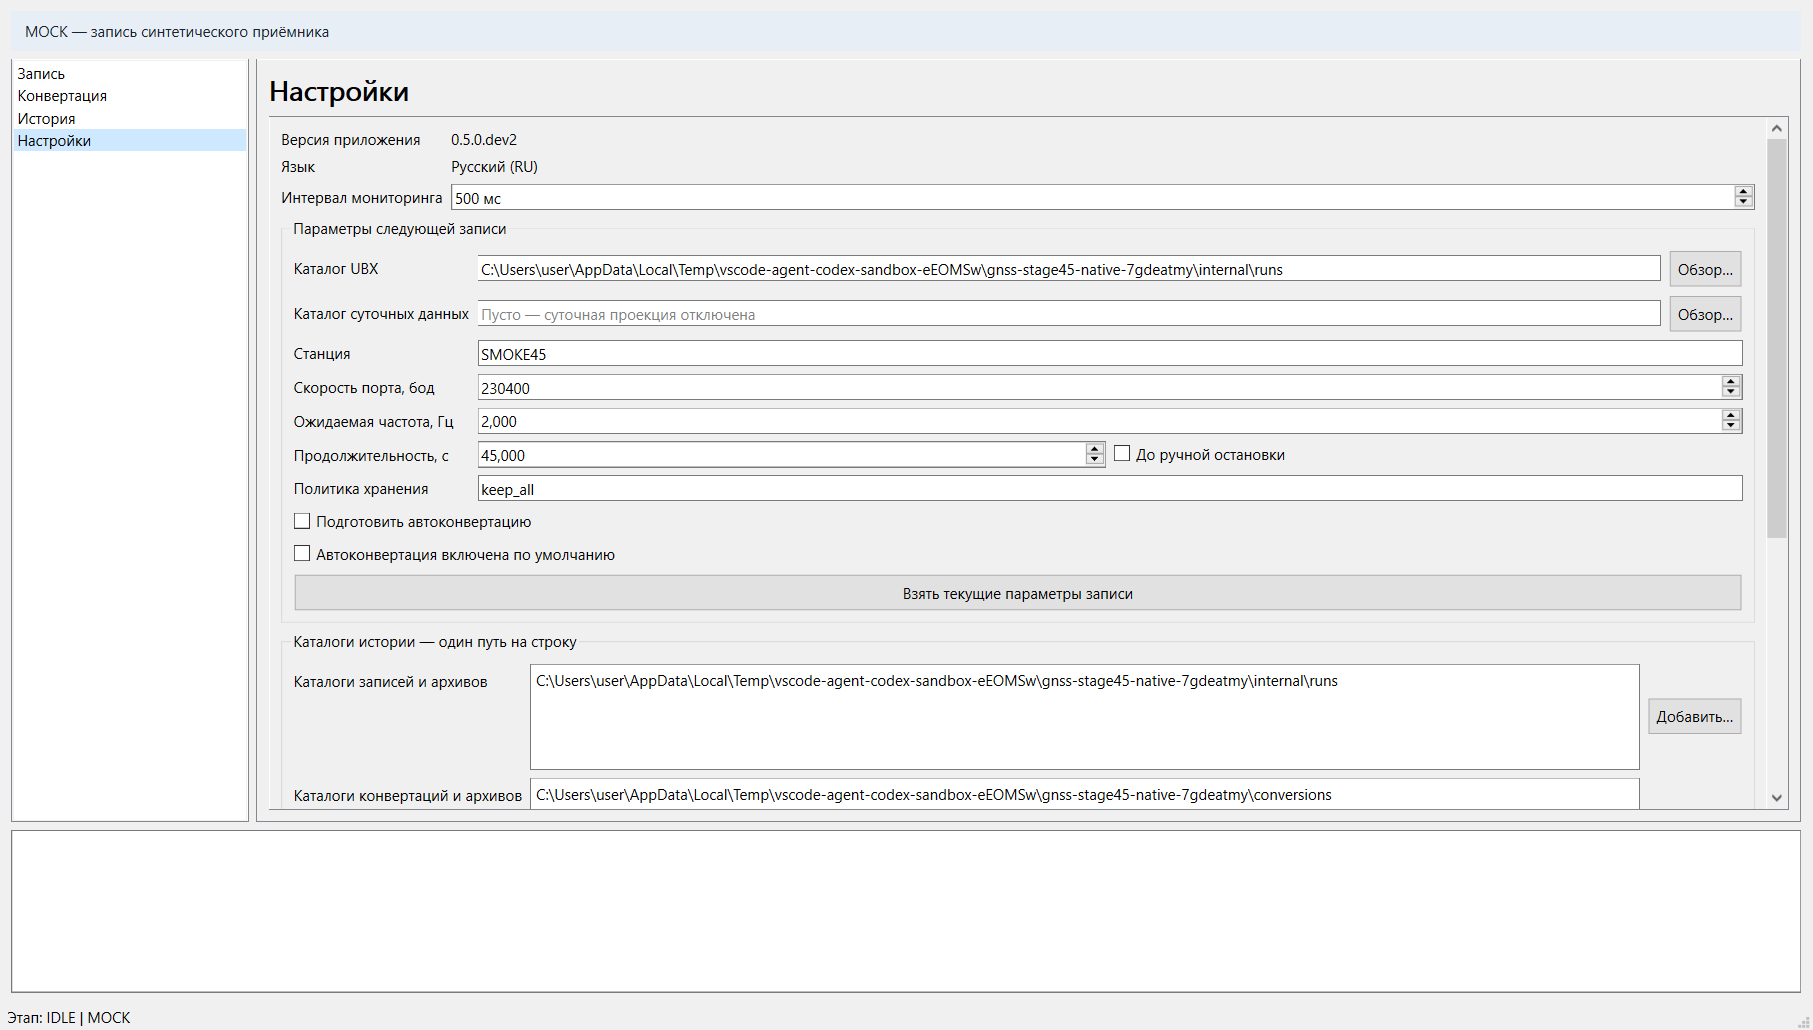 МОСК — запись синтетического приёмника
Запись
Конвертация
История
Настройки
Настройки
Версия приложения 0.5.0.dev2
Язык Русский (RU)
Интервал мониторинга 500 мс
Параметры следующей записи
Каталог UBX C:\Users\user\AppData\Local\Temp\vscode-agent-codex-sandbox-eEOMSw\gnss-stage45-native-7gdeatmy\internal\runs Обзор...
Каталог суточных данных Пусто — суточная проекция отключена Обзор...
Станция SMOKE45
Скорость порта, бод 230400
Ожидаемая частота, Гц 2,000
Продолжительность, с 45,000 До ручной остановки
Политика хранения keep_all
Подготовить автоконвертацию
Автоконвертация включена по умолчанию
Взять текущие параметры записи
Каталоги истории — один путь на строку
Каталоги записей и архивов C:\Users\user\AppData\Local\Temp\vscode-agent-codex-sandbox-eEOMSw\gnss-stage45-native-7gdeatmy\internal\runs
Добавить...
Каталоги конвертаций и архивов C:\Users\user\AppData\Local\Temp\vscode-agent-codex-sandbox-eEOMSw\gnss-stage45-native-7gdeatmy\conversions
Этап: IDLE | МОСК